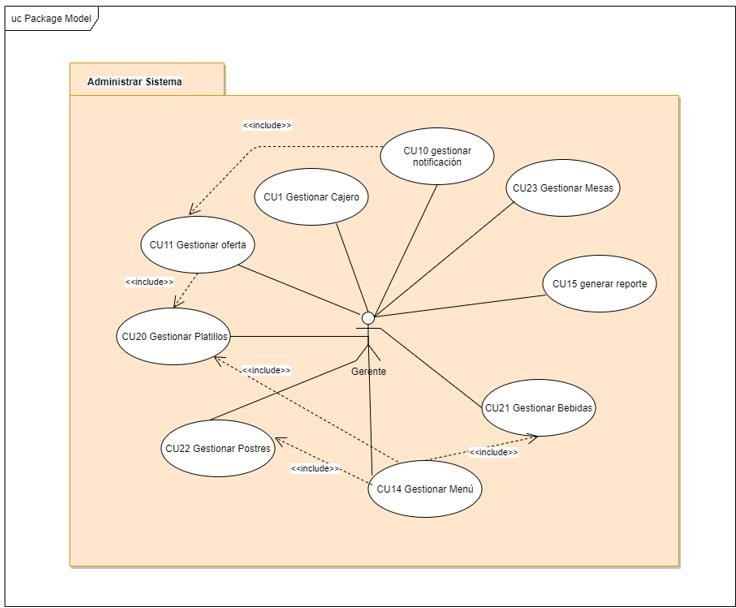 uc Package Model
Administrar Sistema
<<include>>
CU10 gestionar
notificación
CU1 Gestionar Cajero
CU23 Gestionar Mesas
CU11 Gestionar oferta
<<include>>
CU15 generar reporte
CU20 Gestionar Platillos
Gerente
<<include>>
CU21 Gestionar Bebidas
CU22 Gestionar Postres
<<include>>
<<include>>
CU14 Gestionar Menú